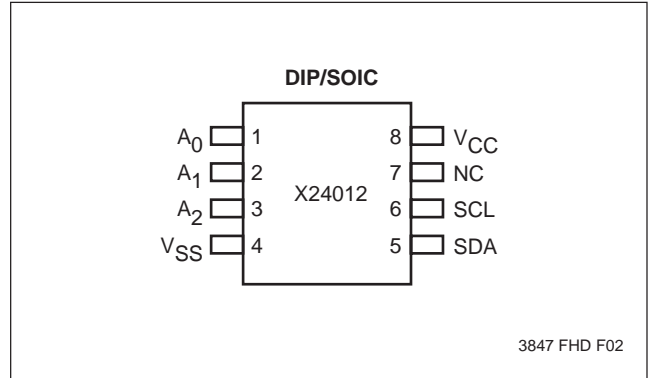 DIP/SOIC
A0 1 8 VCC
A1 2 7 NC
X24012
A2 3 6 SCL
VSS 4 5 SDA
3847 FHD F02